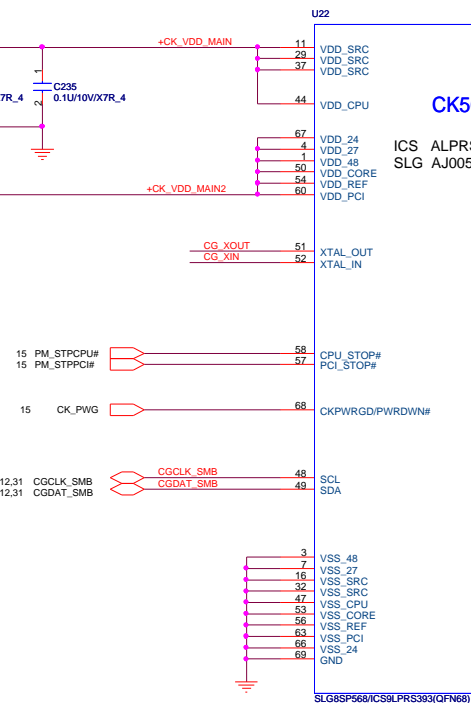 U22
+CK_VDD_MAIN
11 VDD_SRC
29 VDD_SRC
37 VDD_SRC
1
C235
7R_4 0.1U/10V/X7R_4
2
44 VDD_CPU
CK5
67 VDD_24
4 VDD_27
1 VDD_48
50 VDD_CORE
54 VDD_REF
60 VDD_PCI
ICS ALPRS
SLG AJ005
+CK_VDD_MAIN2
CG_XOUT 51 XTAL_OUT
CG_XIN 52 XTAL_IN
15 PM_STPCPU# 58 CPU_STOP#
15 PM_STPPCI# 57 PCI_STOP#
15 CK_PWG 68 CKPWRGD/PWRDWN#
12,31 CGCLK_SMB CGCLK_SMB 48 SCL
12,31 CGDAT_SMB CGDAT_SMB 49 SDA
3 VSS_48
7 VSS_27
16 VSS_SRC
32 VSS_SRC
47 VSS_CPU
53 VSS_CORE
56 VSS_REF
63 VSS_PCI
66 VSS_24
69 GND
SLG8SP568/ICS9LPRS393(QFN68)